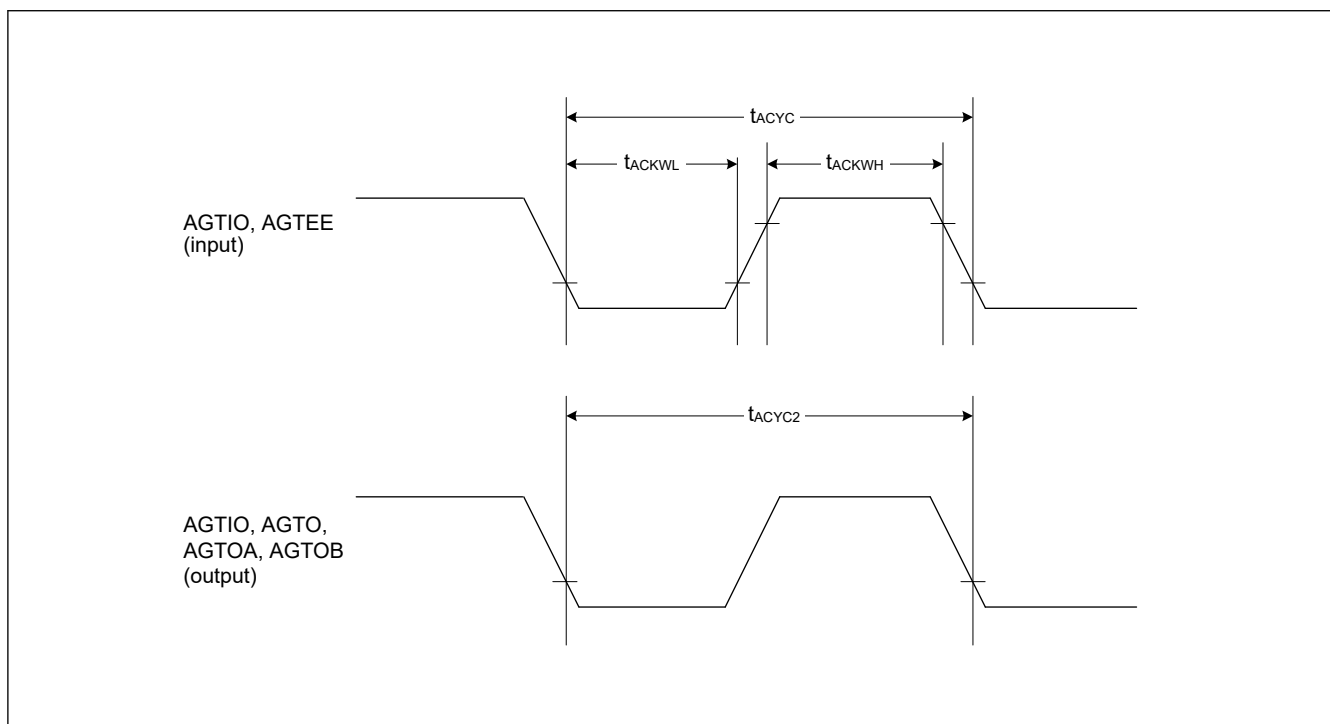 tACYC
tACKWL
tACKWH
AGTIO, AGTEE
(input)
tACYC2
AGTIO, AGTO,
AGTOA, AGTOB
(output)